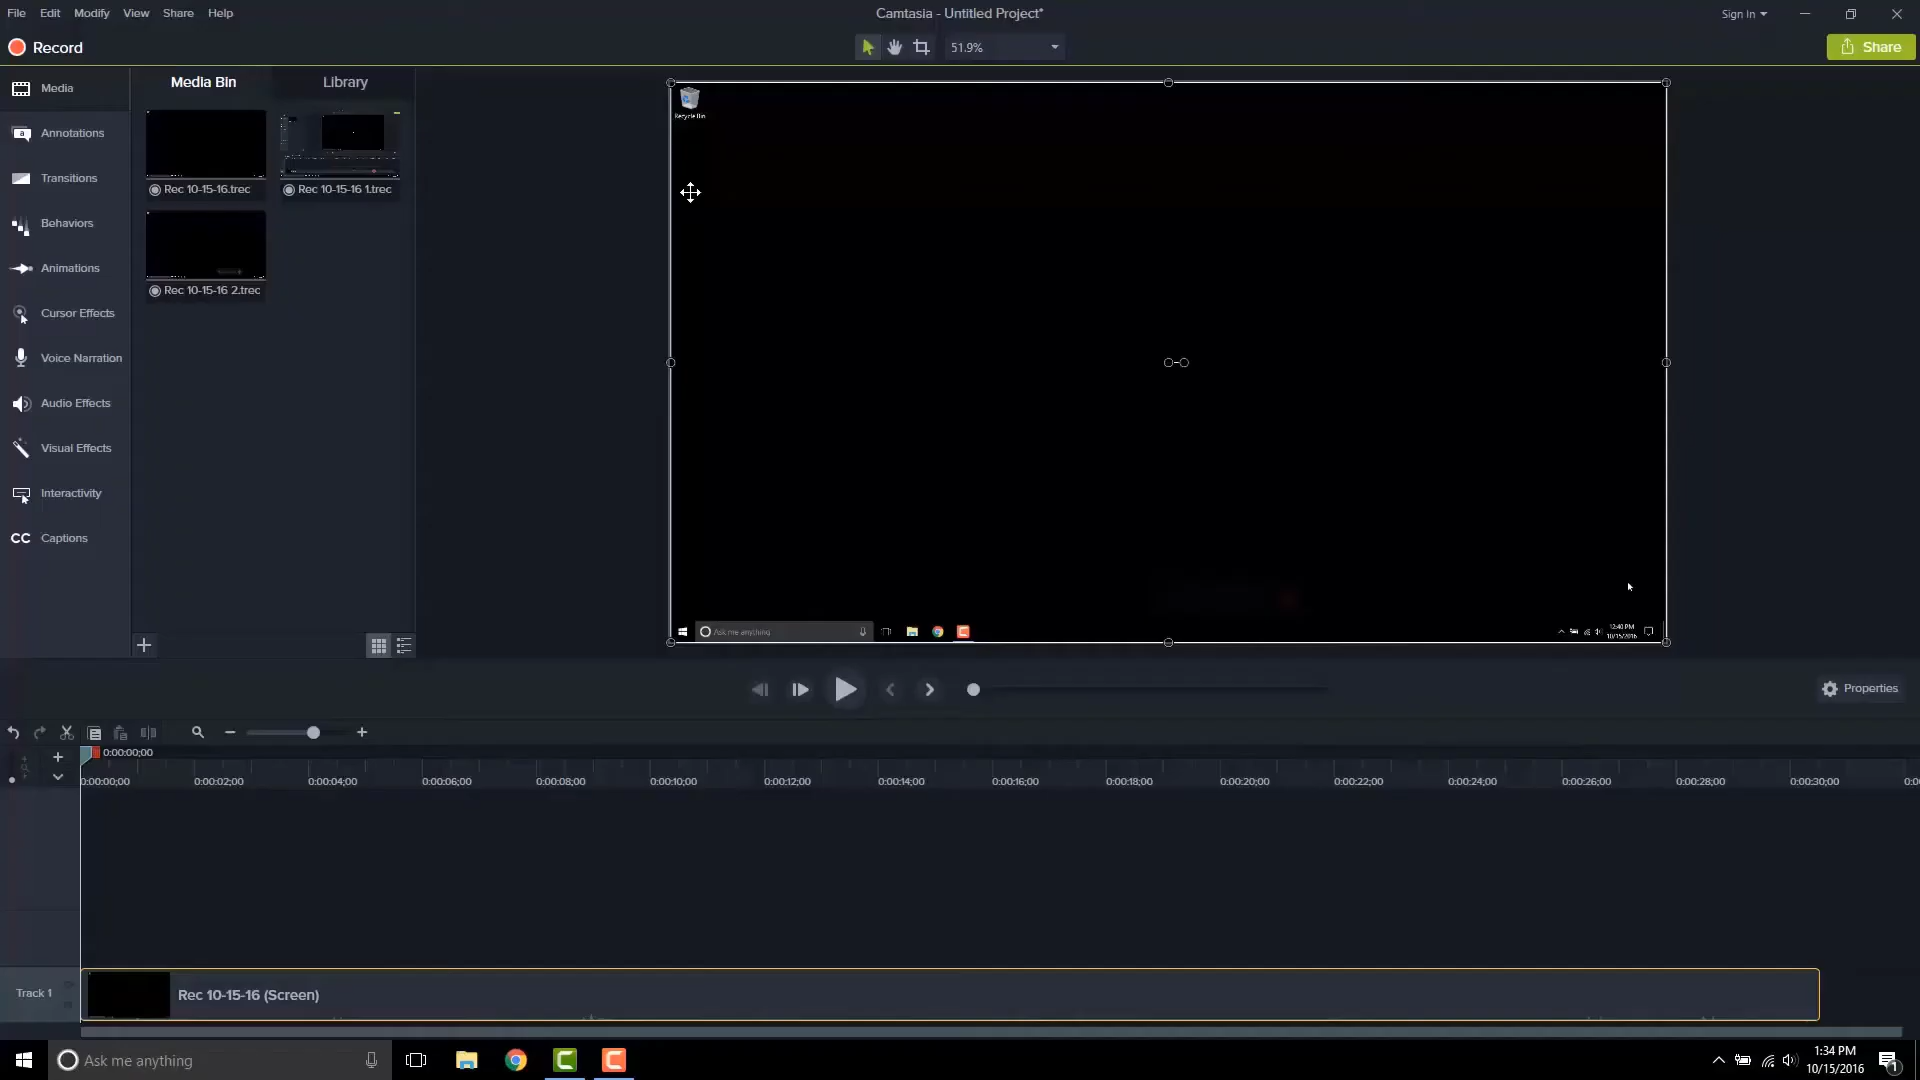 File Edit Modify View Share Help
Camtasia - Untitled Project*
Sign In
Record
51.9%
Share
Media
Media Bin
Library
Annotations
Transitions
Behaviors
Animations
Cursor Effects
Voice Narration
Audio Effects
Visual Effects
Interactivity
CC Captions
Rec 10-15-16.trec
Rec 10-15-16 1.trec
Rec 10-15-16 2.trec
Recycle Bin
Ask me anything
12:40 PM
10/15/2016
Properties
0:00:00;00
0:00:00;00 0:00:02;00 0:00:04;00 0:00:06;00 0:00:08;00 0:00:10;00 0:00:12;00 0:00:14;00 0:00:16;00 0:00:18;00 0:00:20;00 0:00:22;00 0:00:24;00 0:00:26;00 0:00:28;00 0:00:30;00 0:0
Track 1
Rec 10-15-16 (Screen)
Ask me anything
1:34 PM
10/15/2016
1